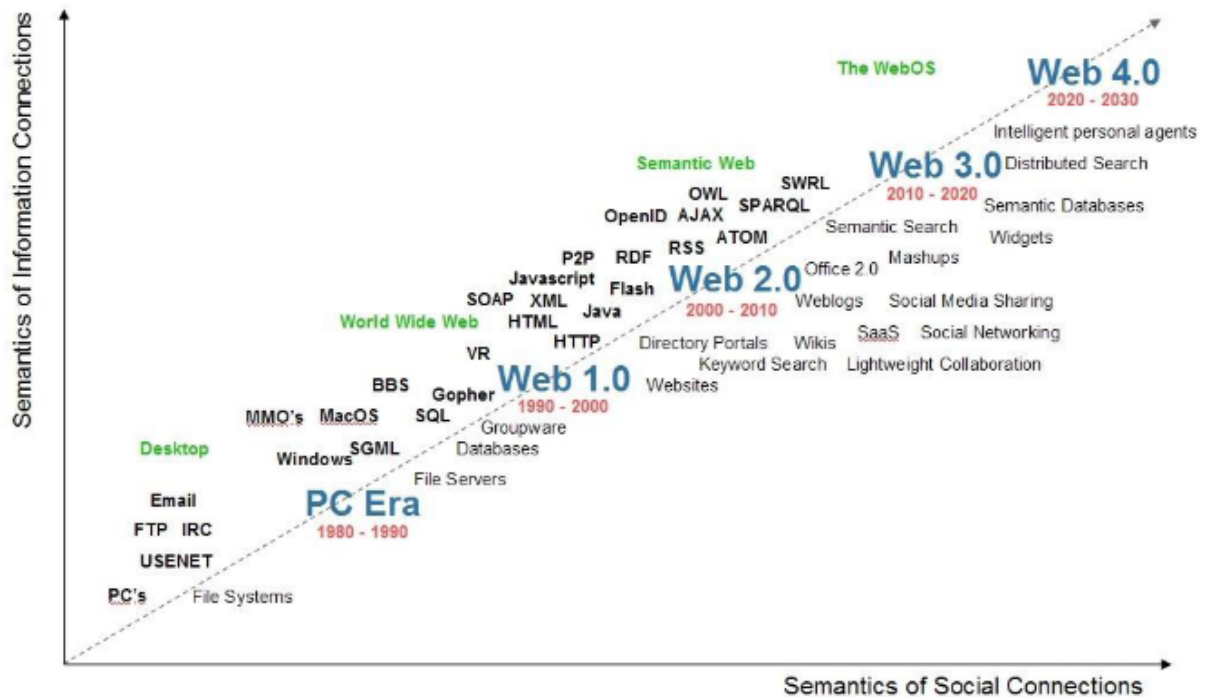 Semantics of Information Connections
The WebOS
Web 4.0
2020 - 2030
Intelligent personal agents
Semantic Web
Web 3.0
Distributed Search
2010 - 2020
SWRL
OWL
SPARQL
Semantic Databases
OpenID
AJAX
Semantic Search
Widgets
ATOM
RSS
Mashups
P2P
RDF
Office 2.0
Javascript
Web 2.0
Flash
2000 - 2010
Weblogs
Social Media Sharing
SOAP
XML
Java
World Wide Web
HTML
HTTP
Directory Portals
Wikis
SaaS
Social Networking
VR
Keyword Search
Lightweight Collaboration
Web 1.0
1990 - 2000
Websites
BBS
Gopher
MMO's
MacOS
SQL
Groupware
Desktop
Windows
SGML
Databases
File Servers
PC Era
1980 - 1990
Email
FTP
IRC
USENET
PC's
File Systems
Semantics of Social Connections